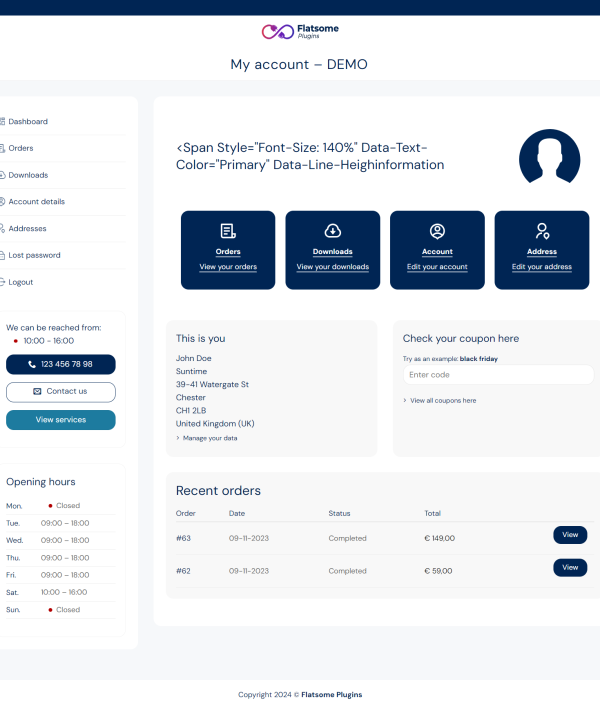 Flatsome
Plugins
My account – DEMO
Dashboard
Orders
Downloads
Account details
Addresses
Lost password
Logout
We can be reached from:
10:00 - 16:00
123 456 78 98
Contact us
View services
Opening hours
Mon. Closed
Tue. 09:00 – 18:00
Wed. 09:00 – 18:00
Thu. 09:00 – 18:00
Fri. 09:00 – 18:00
Sat. 10:00 – 16:00
Sun. Closed
<Span Style="Font-Size: 140%" Data-Text-
Color="Primary" Data-Line-Heighinformation
Orders
View your orders
Downloads
View your downloads
Account
Edit your account
Address
Edit your address
This is you
John Doe
Suntime
39-41 Watergate St
Chester
CH1 2LB
United Kingdom (UK)
Manage your data
Check your coupon here
Try as an example: black friday
Enter code
View all coupons here
Recent orders
Order Date Status Total
#63 09-11-2023 Completed € 149,00 View
#62 09-11-2023 Completed € 59,00 View
Copyright 2024 © Flatsome Plugins